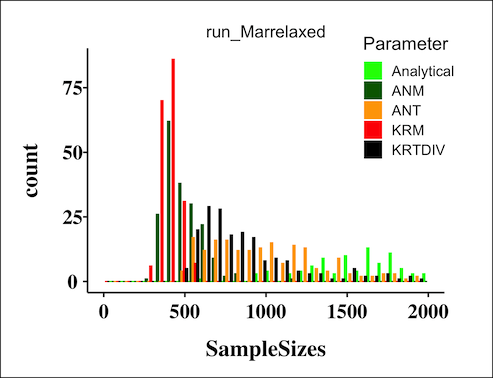 run_Marrelaxed
Parameter
Analytical
ANM
ANT
KRM
KRTDIV
count
75
50
25
0
0 500 1000 1500 2000
SampleSizes